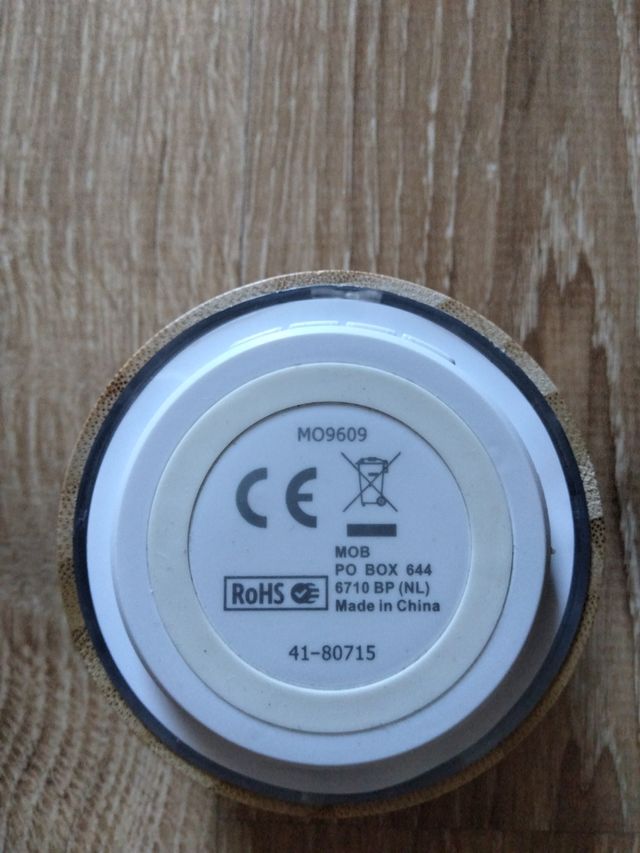 MO9609
CE
MOB
PO BOX 644
6710 BP (NL)
Made in China
RoHS
41-80715